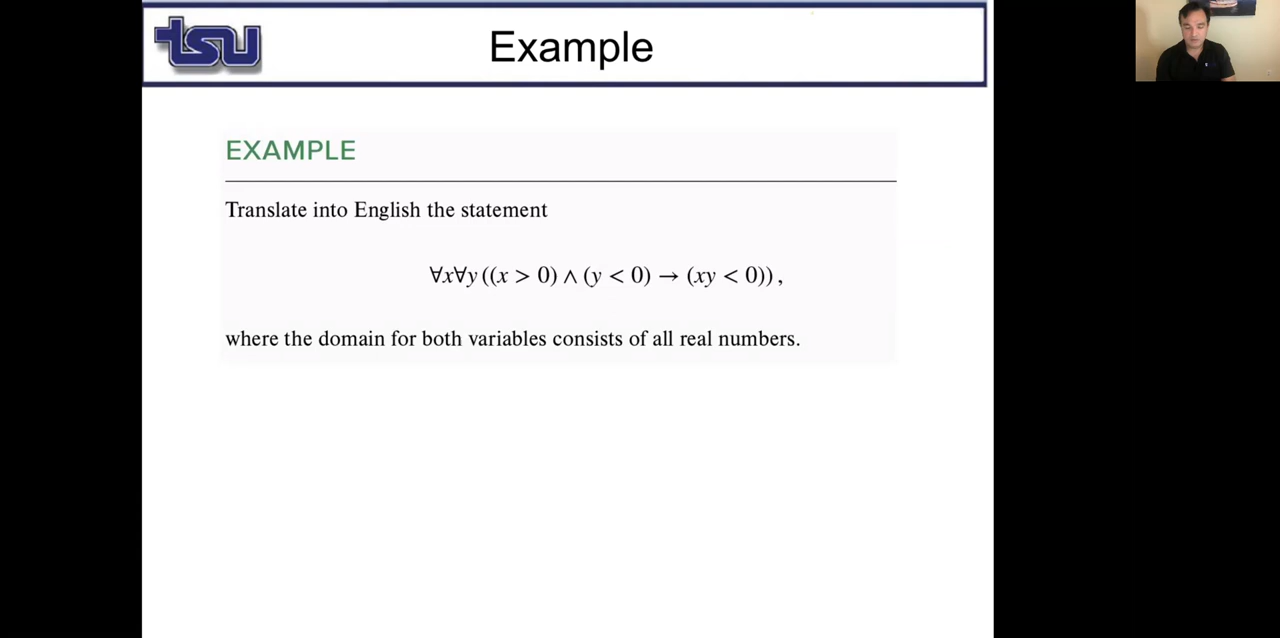 tsu
Example
EXAMPLE
Translate into English the statement
∀x∀y((x > 0) ∧ (y < 0) → (xy < 0)),
where the domain for both variables consists of all real numbers.